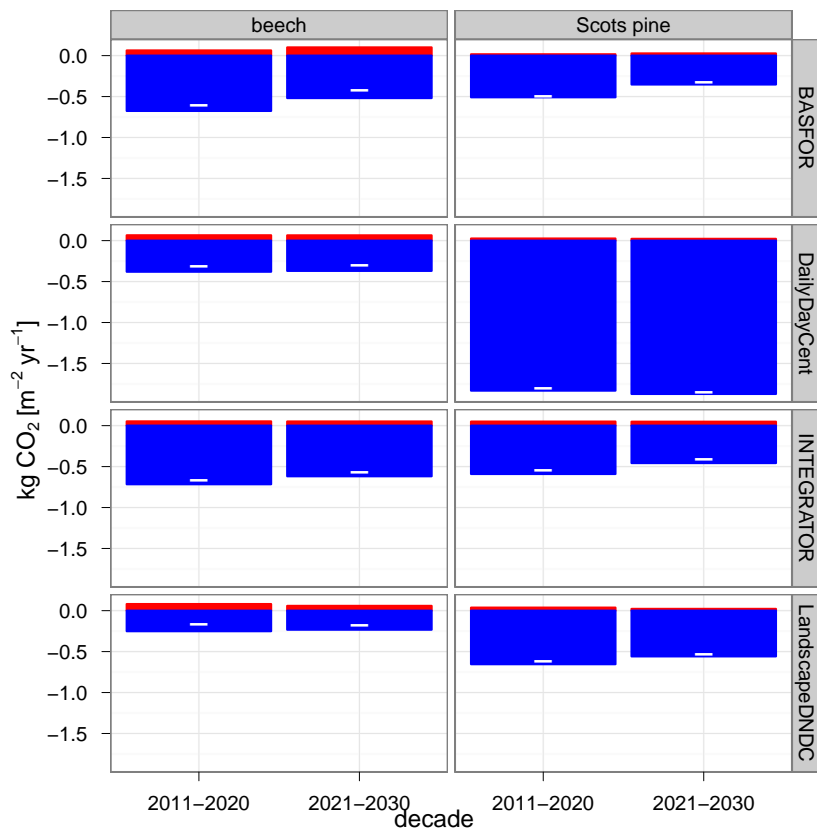 beech Scots pine
0.0
−0.5
−1.0
−1.5
BASFOR
0.0
−0.5
−1.0
−1.5
DailyDayCent
0.0
−0.5
−1.0
−1.5
INTEGRATOR
0.0
−0.5
−1.0
−1.5
LandscapeDNDC
kg CO₂ [m⁻² yr⁻¹]
2011−2020 2021−2030 2011−2020 2021−2030
decade